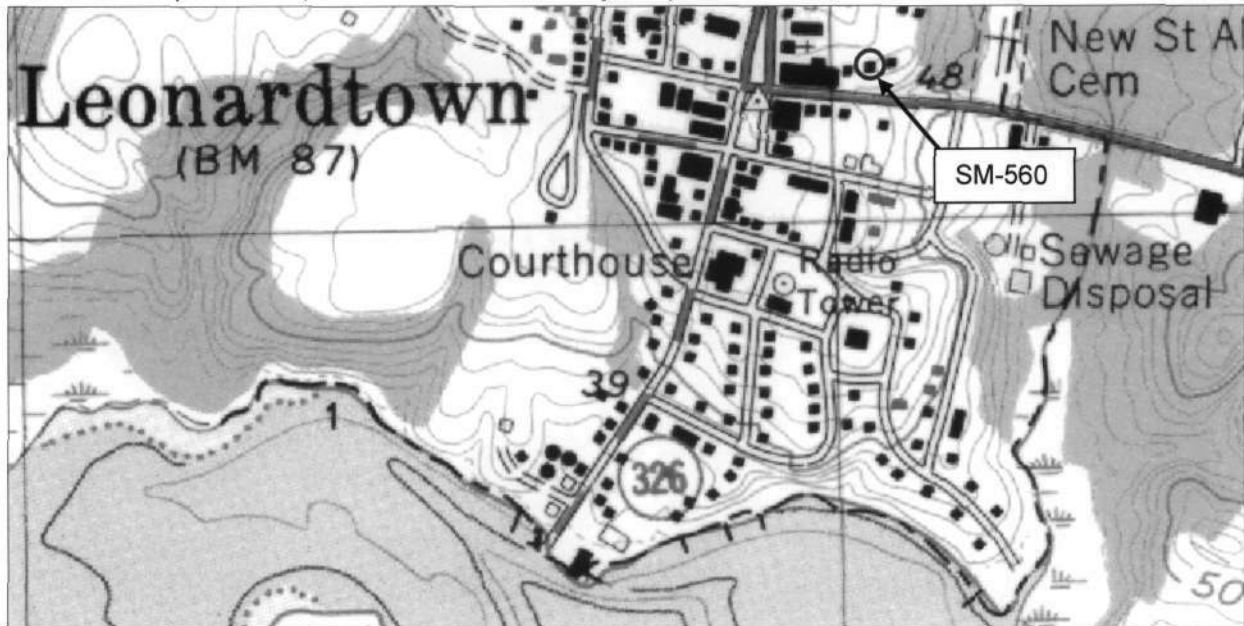 New St Al
Cem
48
Leonardtown
(BM 87)
SM-560
Courthouse
Radio
Tower
Sewage
Disposal
39
1
326
50